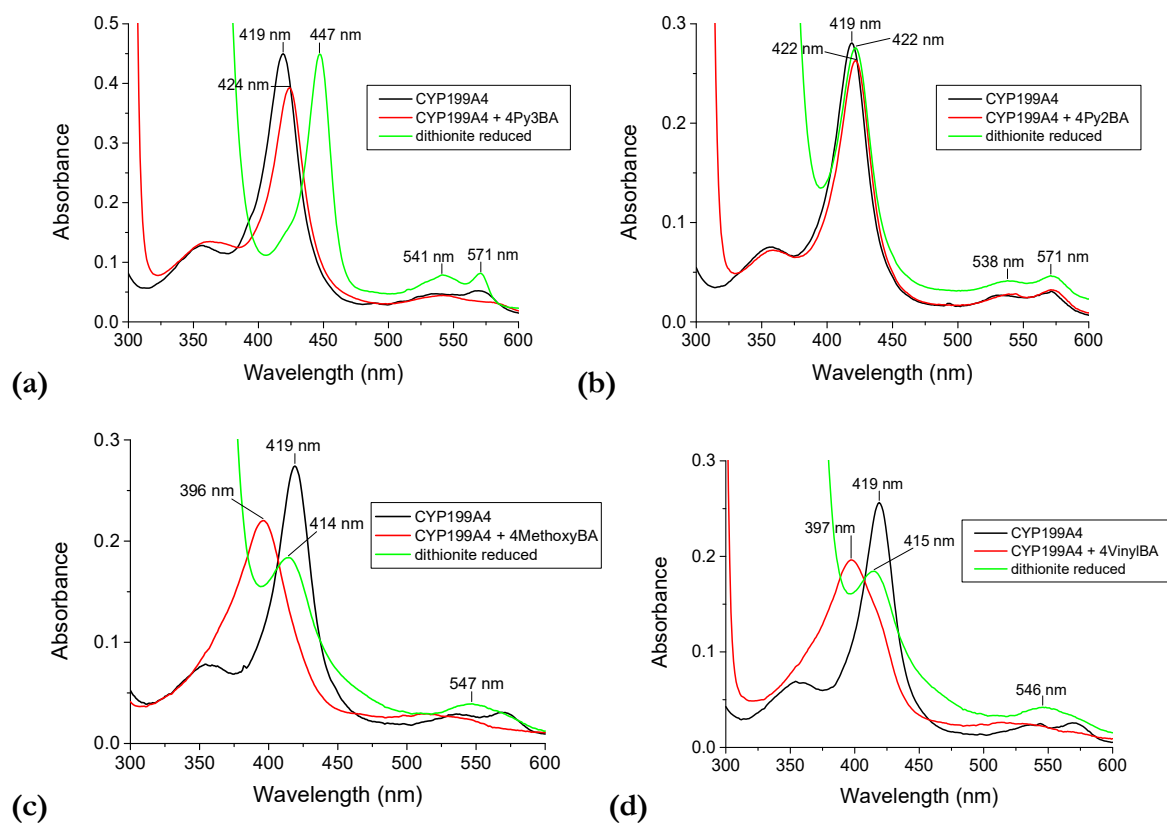 0.5
0.4
0.3
0.2
0.1
0.0
300 350 400 450 500 550 600
Absorbance
Wavelength (nm)
419 nm
447 nm
424 nm
541 nm
571 nm
CYP199A4
CYP199A4 + 4Py3BA
dithionite reduced
(a)
0.3
0.2
0.1
0.0
300 350 400 450 500 550 600
Absorbance
Wavelength (nm)
419 nm
422 nm
422 nm
538 nm
571 nm
CYP199A4
CYP199A4 + 4Py2BA
dithionite reduced
(b)
0.3
0.2
0.1
0.0
300 350 400 450 500 550 600
Absorbance
Wavelength (nm)
419 nm
396 nm
414 nm
547 nm
CYP199A4
CYP199A4 + 4MethoxyBA
dithionite reduced
(c)
0.3
0.2
0.1
0.0
300 350 400 450 500 550 600
Absorbance
Wavelength (nm)
419 nm
397 nm
415 nm
546 nm
CYP199A4
CYP199A4 + 4VinylBA
dithionite reduced
(d)